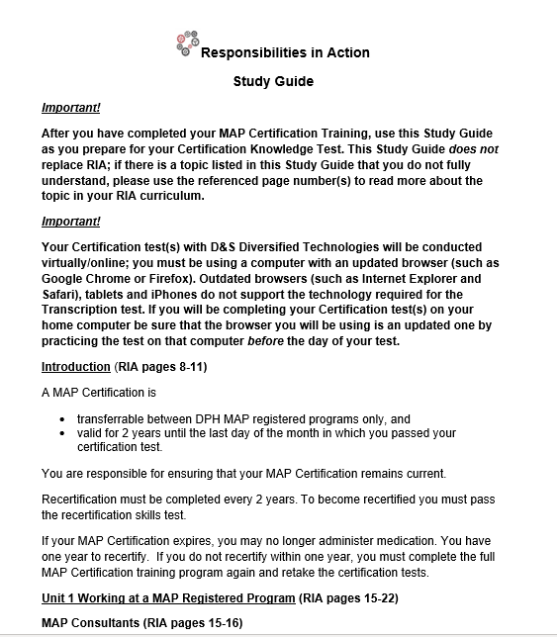 Responsibilities in Action
Study Guide
Important!
After you have completed your MAP Certification Training, use this Study Guide
as you prepare for your Certification Knowledge Test. This Study Guide does not
replace RIA; if there is a topic listed in this Study Guide that you do not fully
understand, please use the referenced page number(s) to read more about the
topic in your RIA curriculum.
Important!
Your Certification test(s) with D&S Diversified Technologies will be conducted
virtually/online; you must be using a computer with an updated browser (such as
Google Chrome or Firefox). Outdated browsers (such as Internet Explorer and
Safari), tablets and iPhones do not support the technology required for the
Transcription test. If you will be completing your Certification test(s) on your
home computer be sure that the browser you will be using is an updated one by
practicing the test on that computer before the day of your test.
Introduction (RIA pages 8-11)
A MAP Certification is
• transferrable between DPH MAP registered programs only, and
• valid for 2 years until the last day of the month in which you passed your
certification test.
You are responsible for ensuring that your MAP Certification remains current.
Recertification must be completed every 2 years. To become recertified you must pass
the recertification skills test.
If your MAP Certification expires, you may no longer administer medication. You have
one year to recertify. If you do not recertify within one year, you must complete the full
MAP Certification training program again and retake the certification tests.
Unit 1 Working at a MAP Registered Program (RIA pages 15-22)
MAP Consultants (RIA pages 15-16)